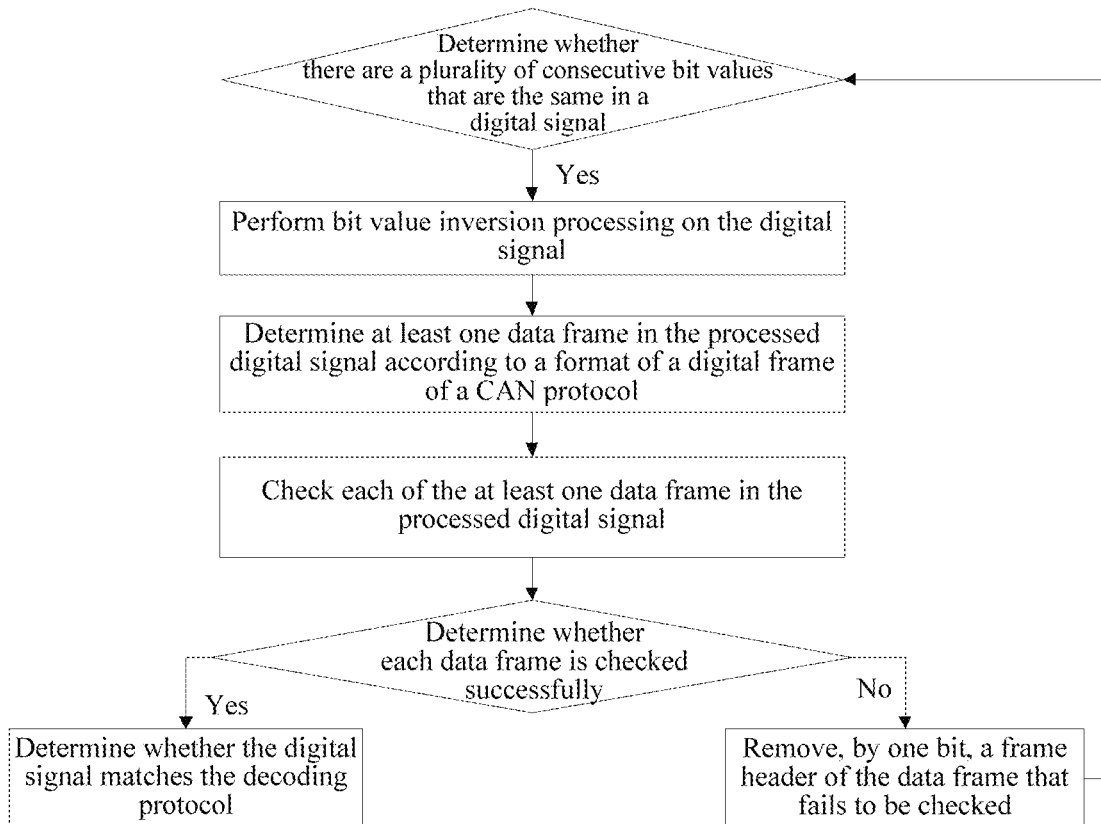 Determine whether
there are a plurality of consecutive bit values
that are the same in a
digital signal
Yes
Perform bit value inversion processing on the digital
signal
Determine at least one data frame in the processed
digital signal according to a format of a digital frame
of a CAN protocol
Check each of the at least one data frame in the
processed digital signal
Determine whether
each data frame is checked
successfully
Yes
No
Determine whether the digital
signal matches the decoding
protocol
Remove, by one bit, a frame
header of the data frame that
fails to be checked